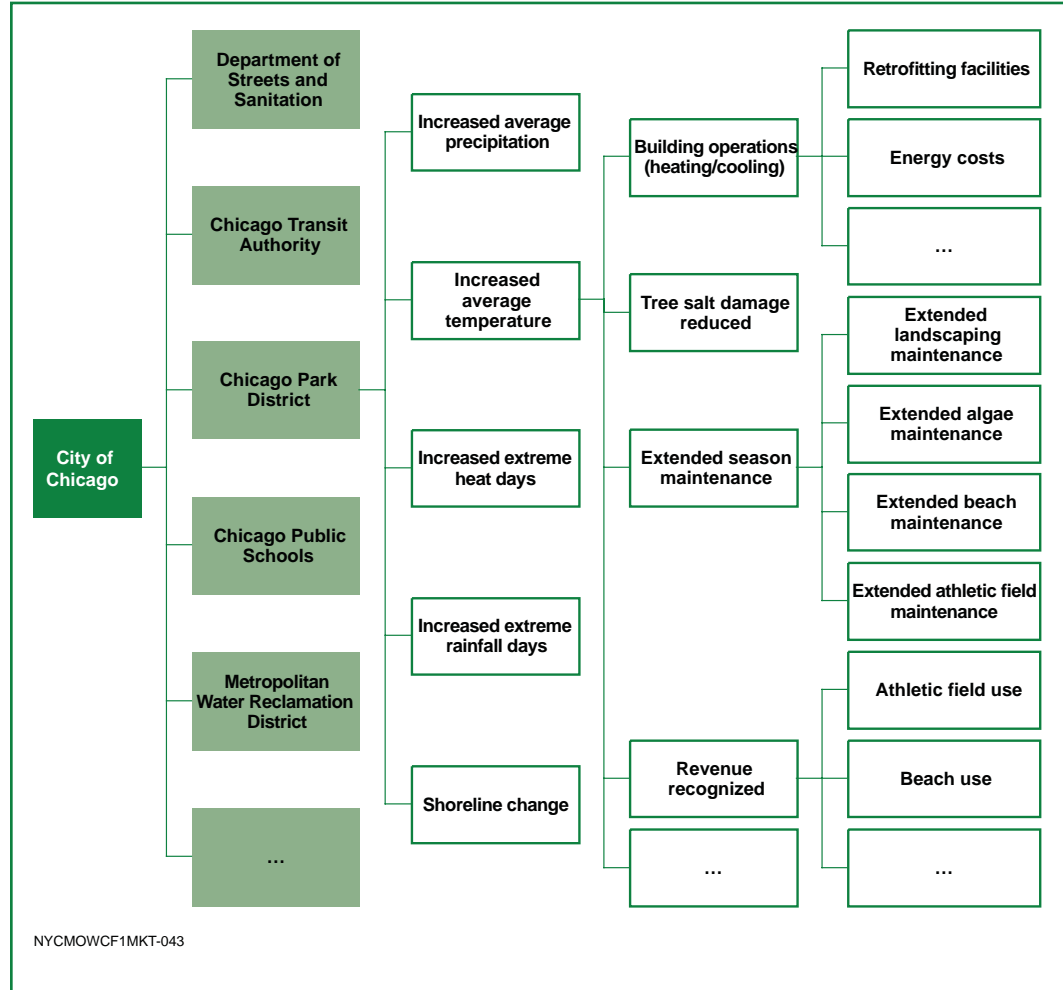 City of
Chicago
Department of
Streets and
Sanitation
Chicago Transit
Authority
Chicago Park
District
Chicago Public
Schools
Metropolitan
Water Reclamation
District
…
Increased average
precipitation
Increased
average
temperature
Increased extreme
heat days
Increased extreme
rainfall days
Shoreline change
Building operations
(heating/cooling)
Tree salt damage
reduced
Extended season
maintenance
Revenue
recognized
…
Retrofitting facilities
Energy costs
…
Extended
landscaping
maintenance
Extended algae
maintenance
Extended beach
maintenance
Extended athletic field
maintenance
Athletic field use
Beach use
…
NYCMOWCF1MKT-043